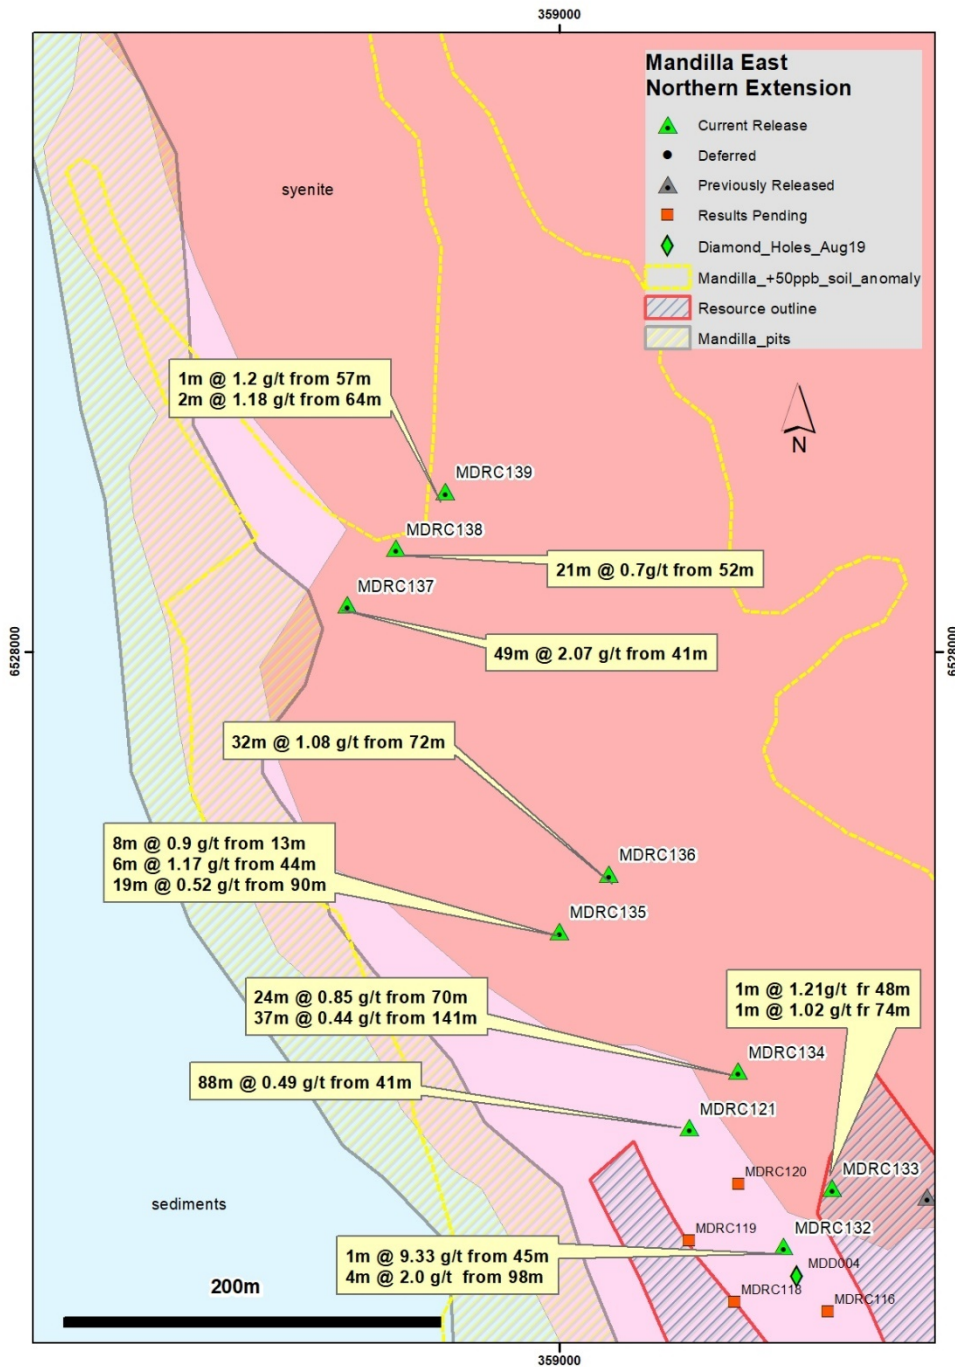 359000
Mandilla East
Northern Extension
Current Release
Deferred
Previously Released
Results Pending
Diamond_Holes_Aug19
Mandilla_+50ppb_soil_anomaly
Resource outline
Mandilla_pits
syenite
1m @ 1.2 g/t from 57m
2m @ 1.18 g/t from 64m
N
MDRC139
MDRC138
21m @ 0.7g/t from 52m
MDRC137
6528000
49m @ 2.07 g/t from 41m
6528000
32m @ 1.08 g/t from 72m
8m @ 0.9 g/t from 13m
6m @ 1.17 g/t from 44m
19m @ 0.52 g/t from 90m
MDRC136
MDRC135
24m @ 0.85 g/t from 70m
37m @ 0.44 g/t from 141m
1m @ 1.21g/t fr 48m
1m @ 1.02 g/t fr 74m
MDRC134
88m @ 0.49 g/t from 41m
MDRC121
MDRC120
MDRC133
sediments
MDRC119
MDRC132
1m @ 9.33 g/t from 45m
4m @ 2.0 g/t from 98m
MDD004
MDRC118
MDRC116
200m
359000